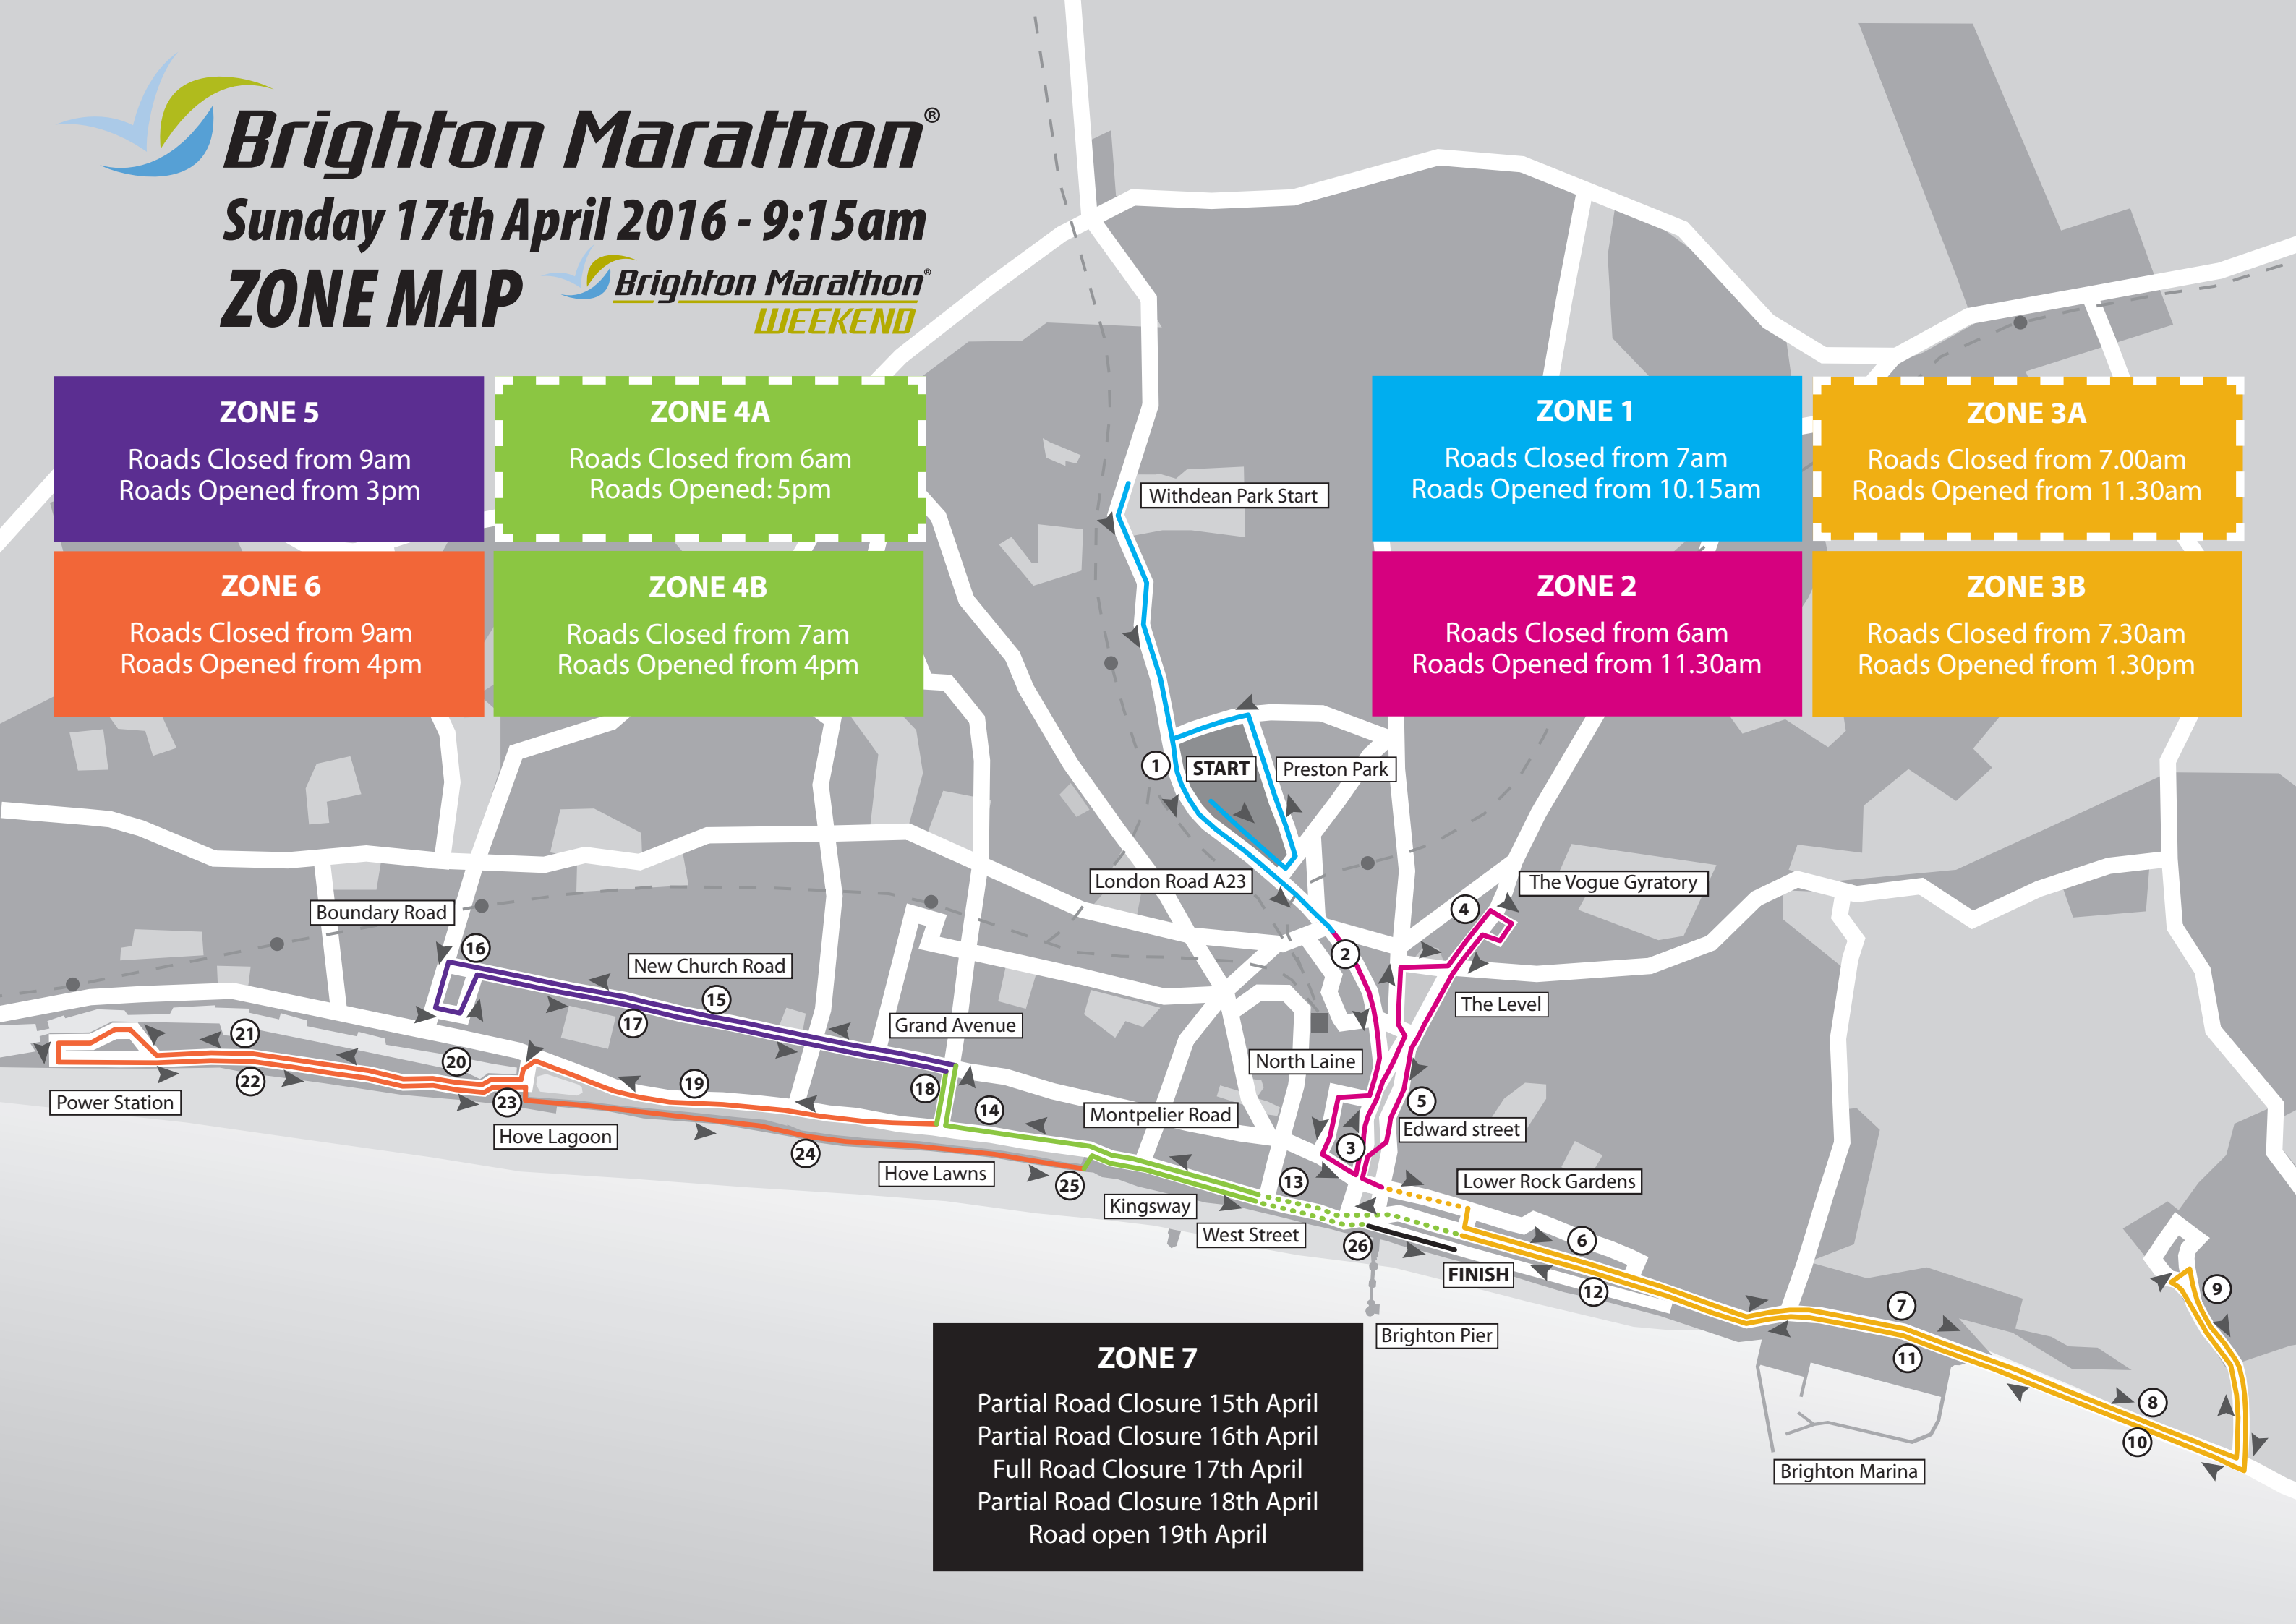 Brighton Marathon®
Sunday 17th April 2016 - 9:15am
ZONE MAP
Brighton Marathon®
WEEKEND
ZONE 5
Roads Closed from 9am
Roads Opened from 3pm
ZONE 4A
Roads Closed from 6am
Roads Opened: 5pm
ZONE 1
Roads Closed from 7am
Roads Opened from 10.15am
ZONE 3A
Roads Closed from 7.00am
Roads Opened from 11.30am
ZONE 6
Roads Closed from 9am
Roads Opened from 4pm
ZONE 4B
Roads Closed from 7am
Roads Opened from 4pm
ZONE 2
Roads Closed from 6am
Roads Opened from 11.30am
ZONE 3B
Roads Closed from 7.30am
Roads Opened from 1.30pm
Withdean Park Start
1
START
Preston Park
London Road A23
The Vogue Gyratory
4
Boundary Road
16
2
New Church Road
15
17
The Level
Grand Avenue
21
20
North Laine
22
19
18
Power Station
23
14
Montpelier Road
5
Edward street
Hove Lagoon
24
3
Hove Lawns
25
13
Lower Rock Gardens
Kingsway
West Street
26
6
FINISH
12
9
7
Brighton Pier
11
8
10
Brighton Marina
ZONE 7
Partial Road Closure 15th April
Partial Road Closure 16th April
Full Road Closure 17th April
Partial Road Closure 18th April
Road open 19th April